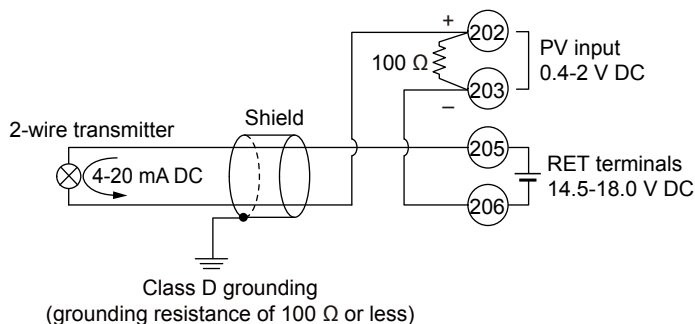 +
202
100 Ω
PV input
0.4-2 V DC
203
−
Shield
2-wire transmitter
205
4-20 mA DC
RET terminals
14.5-18.0 V DC
206
Class D grounding
(grounding resistance of 100 Ω or less)